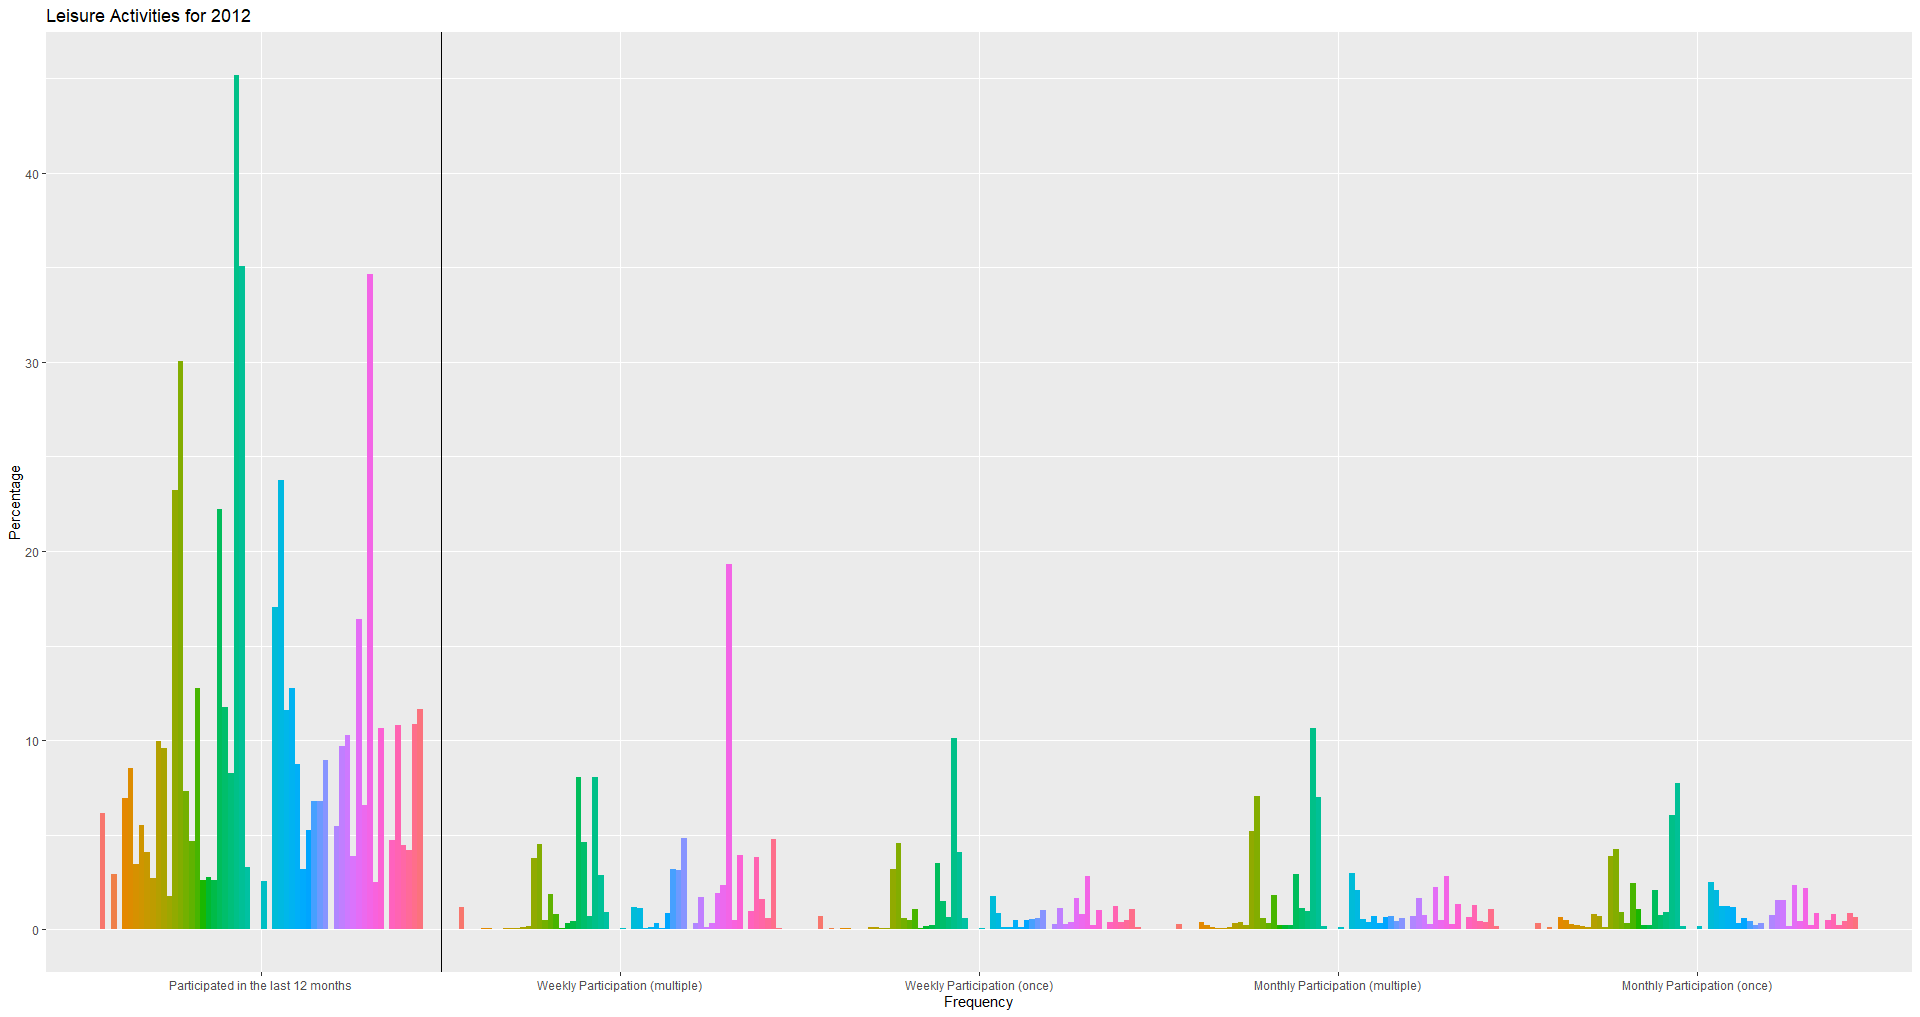 Leisure Activities for 2012
Percentage
40
30
20
10
0
Participated in the last 12 months
Weekly Participation (multiple)
Weekly Participation (once)
Monthly Participation (multiple)
Monthly Participation (once)
Frequency